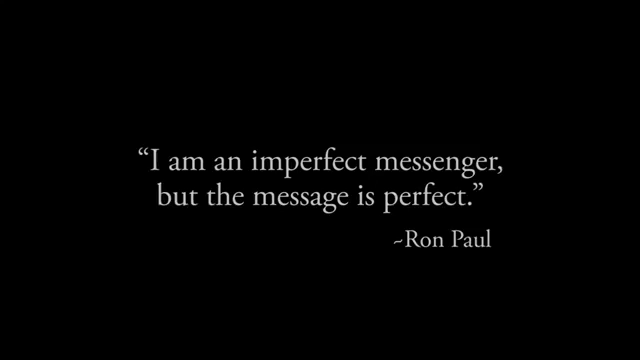 “I am an imperfect messenger,
but the message is perfect.”
~Ron Paul